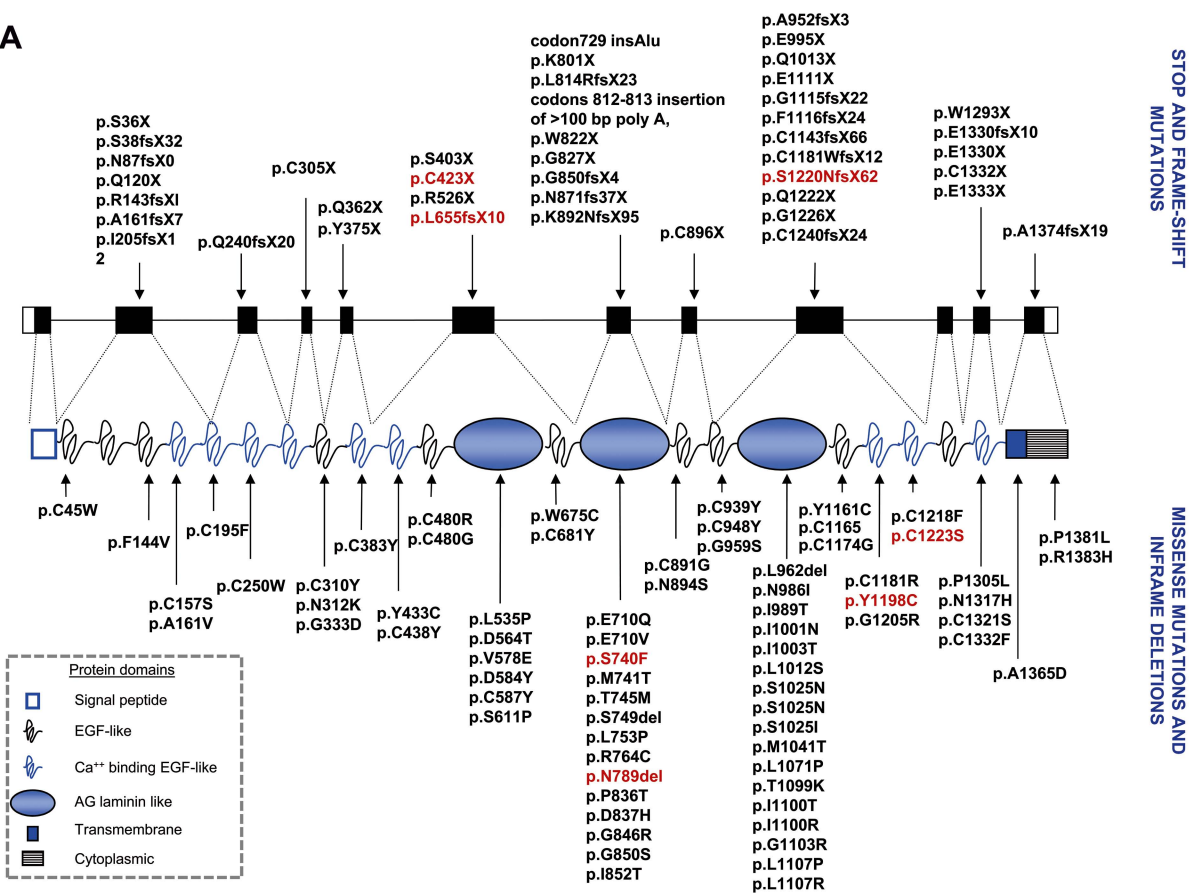 A
p.S36X
p.S38fsX32
p.N87fsX0
p.Q120X
p.R143fsXI
p.A161fsX7
p.I205fsX1
2
p.Q240fsX20
p.C305X
p.Q362X
p.Y375X
p.S403X
p.C423X
p.R526X
p.L655fsX10
codon729 insAlu
p.K801X
p.L814RfsX23
codons 812-813 insertion
of >100 bp poly A,
p.W822X
p.G827X
p.G850fsX4
p.N871fs37X
p.K892NfsX95
p.C896X
p.A952fsX3
p.E995X
p.Q1013X
p.E1111X
p.G1115fsX22
p.F1116fsX24
p.C1143fsX66
p.C1181WfsX12
p.S1220NfsX62
p.Q1222X
p.G1226X
p.C1240fsX24
p.W1293X
p.E1330fsX10
p.E1330X
p.C1332X
p.E1333X
p.A1374fsX19
STOP AND FRAME-SHIFT
MUTATIONS
p.C45W
p.F144V
p.C157S
p.A161V
p.C195F
p.C250W
p.C310Y
p.N312K
p.G333D
p.C383Y
p.Y433C
p.C438Y
p.C480R
p.C480G
p.L535P
p.D564T
p.V578E
p.D584Y
p.C587Y
p.S611P
p.W675C
p.C681Y
p.E710Q
p.E710V
p.S740F
p.M741T
p.T745M
p.S749del
p.L753P
p.R764C
p.N789del
p.P836T
p.D837H
p.G846R
p.G850S
p.I852T
p.C891G
p.N894S
p.C939Y
p.C948Y
p.G959S
p.L962del
p.N986I
p.I989T
p.I1001N
p.I1003T
p.L1012S
p.S1025N
p.S1025N
p.S1025I
p.M1041T
p.L1071P
p.T1099K
p.I1100T
p.I1100R
p.G1103R
p.L1107P
p.L1107R
p.Y1161C
p.C1165
p.C1174G
p.C1181R
p.Y1198C
p.G1205R
p.C1218F
p.C1223S
p.P1305L
p.N1317H
p.C1321S
p.C1332F
p.A1365D
p.P1381L
p.R1383H
MISSENSE MUTATIONS AND
INFRAME DELETIONS
Protein domains
Signal peptide
EGF-like
Ca++ binding EGF-like
AG laminin like
Transmembrane
Cytoplasmic